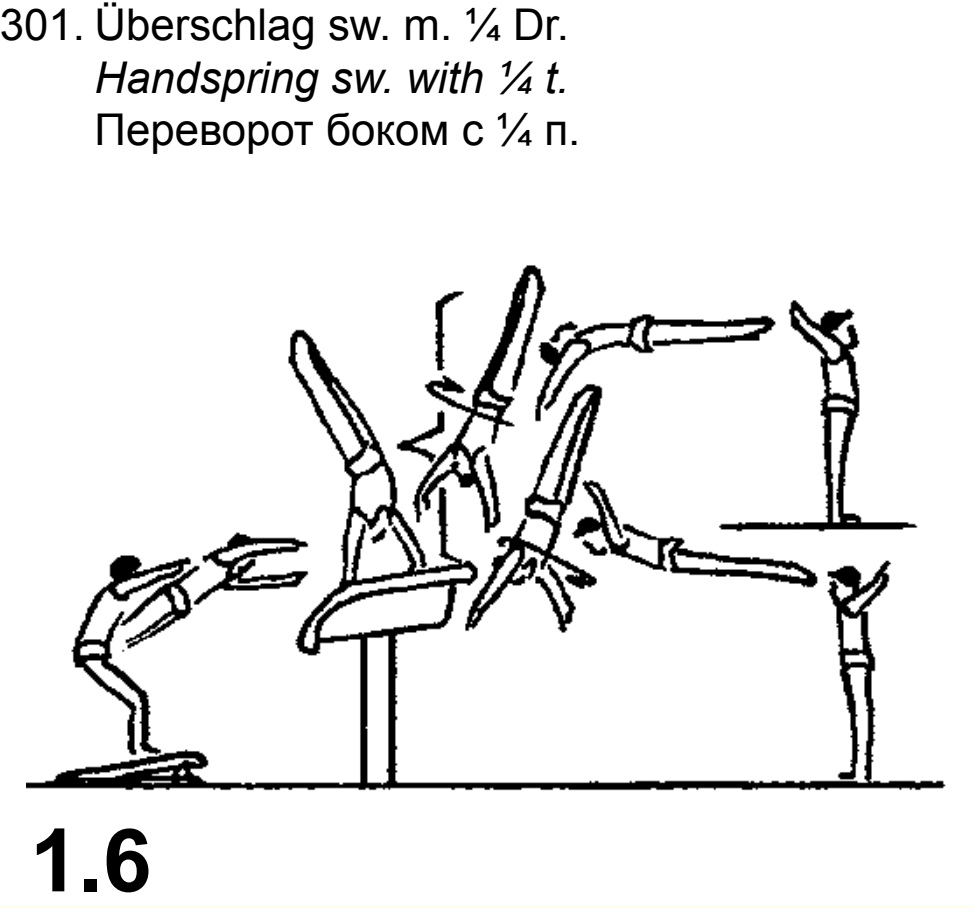 301. Überschlag sw. m. ¼ Dr.
Handspring sw. with ¼ t.
Переворот боком с ¼ п.
1.6